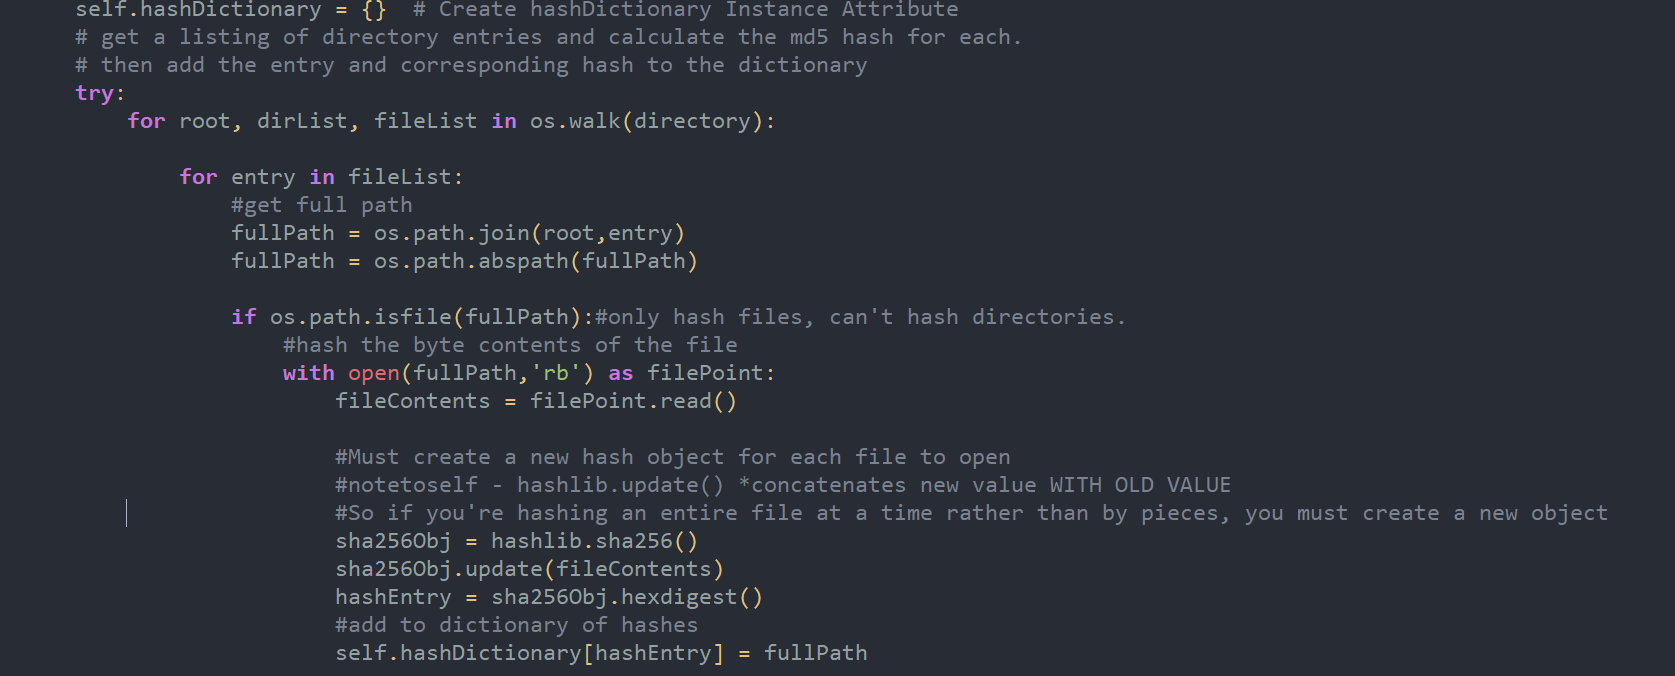 self.hashDictionary = {}  # Create hashDictionary Instance Attribute
# get a listing of directory entries and calculate the md5 hash for each.
# then add the entry and corresponding hash to the dictionary
try:
    for root, dirList, fileList in os.walk(directory):

        for entry in fileList:
            #get full path
            fullPath = os.path.join(root,entry)
            fullPath = os.path.abspath(fullPath)

            if os.path.isfile(fullPath):#only hash files, can't hash directories.
                #hash the byte contents of the file
                with open(fullPath,'rb') as filePoint:
                    fileContents = filePoint.read()

                    #Must create a new hash object for each file to open
                    #notetoself - hashlib.update() *concatenates new value WITH OLD VALUE
                    #So if you're hashing an entire file at a time rather than by pieces, you must create a new object
                    sha256Obj = hashlib.sha256()
                    sha256Obj.update(fileContents)
                    hashEntry = sha256Obj.hexdigest()
                    #add to dictionary of hashes
                    self.hashDictionary[hashEntry] = fullPath